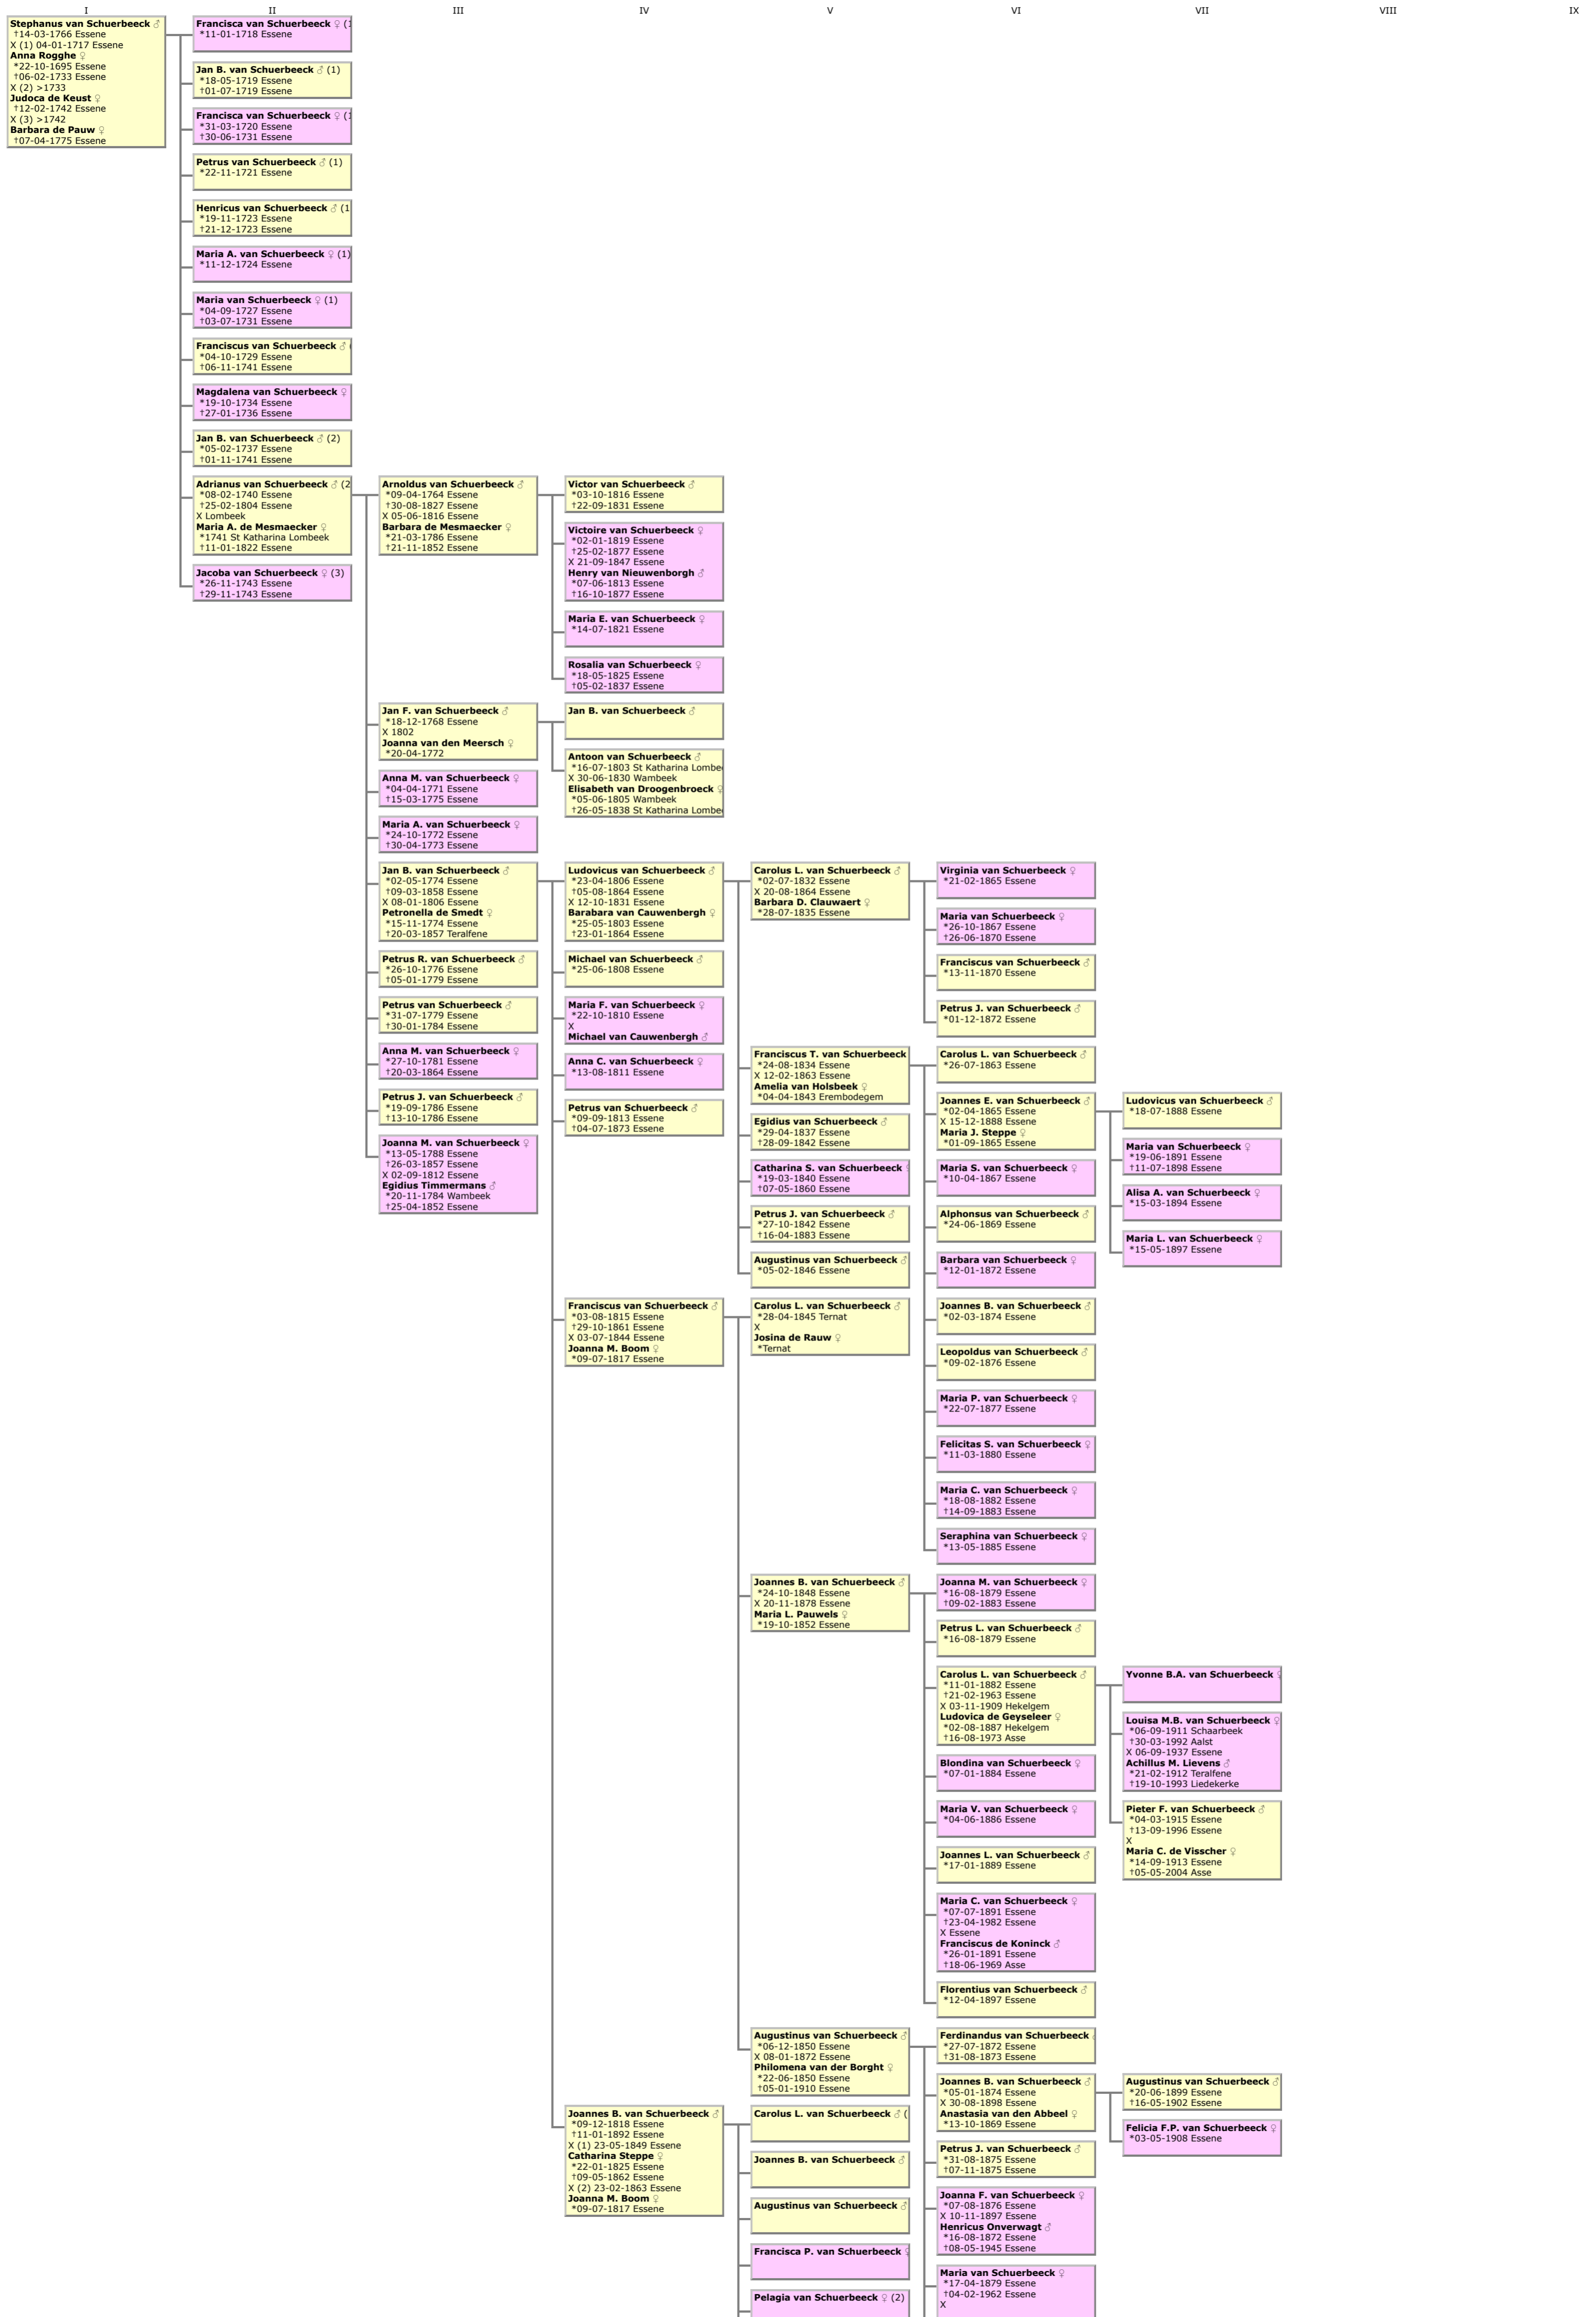 I II III IV V VI VII VIII IX
Stephanus van Schuerbeeck ♂
†14-03-1766 Essene
X (1) 04-01-1717 Essene
Anna Rogghe ♀
*22-10-1695 Essene
†06-02-1733 Essene
X (2) >1733
Judoca de Keust ♀
†12-02-1742 Essene
X (3) >1742
Barbara de Pauw ♀
†07-04-1775 Essene
Francisca van Schuerbeeck ♀ (1
*11-01-1718 Essene
Jan B. van Schuerbeeck ♂ (1)
*18-05-1719 Essene
†01-07-1719 Essene
Francisca van Schuerbeeck ♀ (1
*31-03-1720 Essene
†30-06-1731 Essene
Petrus van Schuerbeeck ♂ (1)
*22-11-1721 Essene
Henricus van Schuerbeeck ♂ (1
*19-11-1723 Essene
†21-12-1723 Essene
Maria A. van Schuerbeeck ♀ (1)
*11-12-1724 Essene
Maria van Schuerbeeck ♀ (1)
*04-09-1727 Essene
†03-07-1731 Essene
Franciscus van Schuerbeeck ♂ (
*04-10-1729 Essene
†06-11-1741 Essene
Magdalena van Schuerbeeck ♀
*19-10-1734 Essene
†27-01-1736 Essene
Jan B. van Schuerbeeck ♂ (2)
*05-02-1737 Essene
†01-11-1741 Essene
Adrianus van Schuerbeeck ♂ (2
*08-02-1740 Essene
†25-02-1804 Essene
X Lombeek
Maria A. de Mesmaecker ♀
*1741 St Katharina Lombeek
†11-01-1822 Essene
Jacoba van Schuerbeeck ♀ (3)
*26-11-1743 Essene
†29-11-1743 Essene
Arnoldus van Schuerbeeck ♂
*09-04-1764 Essene
†30-08-1827 Essene
X 05-06-1816 Essene
Barbara de Mesmaecker ♀
*21-03-1786 Essene
†21-11-1852 Essene
Jan F. van Schuerbeeck ♂
*18-12-1768 Essene
X 1802
Joanna van den Meersch ♀
*20-04-1772
Anna M. van Schuerbeeck ♀
*04-04-1771 Essene
†15-03-1775 Essene
Maria A. van Schuerbeeck ♀
*24-10-1772 Essene
†30-04-1773 Essene
Jan B. van Schuerbeeck ♂
*02-05-1774 Essene
†09-03-1858 Essene
X 08-01-1806 Essene
Petronella de Smedt ♀
*15-11-1774 Essene
†20-03-1857 Teralfene
Petrus R. van Schuerbeeck ♂
*26-10-1776 Essene
†05-01-1779 Essene
Petrus van Schuerbeeck ♂
*31-07-1779 Essene
†30-01-1784 Essene
Anna M. van Schuerbeeck ♀
*27-10-1781 Essene
†20-03-1864 Essene
Petrus J. van Schuerbeeck ♂
*19-09-1786 Essene
†13-10-1786 Essene
Joanna M. van Schuerbeeck ♀
*13-05-1788 Essene
†26-03-1857 Essene
X 02-09-1812 Essene
Egidius Timmermans ♂
*20-11-1784 Wambeek
†25-04-1852 Essene
Victor van Schuerbeeck ♂
*03-10-1816 Essene
†22-09-1831 Essene
Victoire van Schuerbeeck ♀
*02-01-1819 Essene
†25-02-1877 Essene
X 21-09-1847 Essene
Henry van Nieuwenborgh ♂
*07-06-1813 Essene
†16-10-1877 Essene
Maria E. van Schuerbeeck ♀
*14-07-1821 Essene
Rosalia van Schuerbeeck ♀
*18-05-1825 Essene
†05-02-1837 Essene
Jan B. van Schuerbeeck ♂
Antoon van Schuerbeeck ♂
*16-07-1803 St Katharina Lombee
X 30-06-1830 Wambeek
Elisabeth van Droogenbroeck ♀
*05-06-1805 Wambeek
†26-05-1838 St Katharina Lombee
Ludovicus van Schuerbeeck ♂
*23-04-1806 Essene
†05-08-1864 Essene
X 12-10-1831 Essene
Barabara van Cauwenbergh ♀
*25-05-1803 Essene
†23-01-1864 Essene
Michael van Schuerbeeck ♂
*25-06-1808 Essene
Maria F. van Schuerbeeck ♀
*22-10-1810 Essene
X
Michael van Cauwenbergh ♂
Anna C. van Schuerbeeck ♀
*13-08-1811 Essene
Petrus van Schuerbeeck ♂
*09-09-1813 Essene
†04-07-1873 Essene
Franciscus van Schuerbeeck ♂
*03-08-1815 Essene
†29-10-1861 Essene
X 03-07-1844 Essene
Joanna M. Boom ♀
*09-07-1817 Essene
Joannes B. van Schuerbeeck ♂
*09-12-1818 Essene
†11-01-1892 Essene
X (1) 23-05-1849 Essene
Catharina Steppe ♀
*22-01-1825 Essene
†09-05-1862 Essene
X (2) 23-02-1863 Essene
Joanna M. Boom ♀
*09-07-1817 Essene
Carolus L. van Schuerbeeck ♂
*02-07-1832 Essene
X 20-08-1864 Essene
Barbara D. Clauwaert ♀
*28-07-1835 Essene
Franciscus T. van Schuerbeeck
*24-08-1834 Essene
X 12-02-1863 Essene
Amelia van Holsbeek ♀
*04-04-1843 Erembodegem
Egidius van Schuerbeeck ♂
*29-04-1837 Essene
†28-09-1842 Essene
Catharina S. van Schuerbeeck
*19-03-1840 Essene
†07-05-1860 Essene
Petrus J. van Schuerbeeck ♂
*27-10-1842 Essene
†16-04-1883 Essene
Augustinus van Schuerbeeck ♂
*05-02-1846 Essene
Carolus L. van Schuerbeeck ♂
*28-04-1845 Ternat
X
Josina de Rauw ♀
*Ternat
Joannes B. van Schuerbeeck ♂
*24-10-1848 Essene
X 20-11-1878 Essene
Maria L. Pauwels ♀
*19-10-1852 Essene
Augustinus van Schuerbeeck ♂
*06-12-1850 Essene
X 08-01-1872 Essene
Philomena van der Borght ♀
*22-06-1850 Essene
†05-01-1910 Essene
Carolus L. van Schuerbeeck ♂ (
Joannes B. van Schuerbeeck ♂
Augustinus van Schuerbeeck ♂
Francisca P. van Schuerbeeck ♀
Pelagia van Schuerbeeck ♀ (2)
Virginia van Schuerbeeck ♀
*21-02-1865 Essene
Maria van Schuerbeeck ♀
*26-10-1867 Essene
†26-06-1870 Essene
Franciscus van Schuerbeeck ♂
*13-11-1870 Essene
Petrus J. van Schuerbeeck ♂
*01-12-1872 Essene
Carolus L. van Schuerbeeck ♂
*26-07-1863 Essene
Joannes E. van Schuerbeeck ♂
*02-04-1865 Essene
X 15-12-1888 Essene
Maria J. Steppe ♀
*01-09-1865 Essene
Maria S. van Schuerbeeck ♀
*10-04-1867 Essene
Alphonsus van Schuerbeeck ♂
*24-06-1869 Essene
Barbara van Schuerbeeck ♀
*12-01-1872 Essene
Joannes B. van Schuerbeeck ♂
*02-03-1874 Essene
Leopoldus van Schuerbeeck ♂
*09-02-1876 Essene
Maria P. van Schuerbeeck ♀
*22-07-1877 Essene
Felicitas S. van Schuerbeeck ♀
*11-03-1880 Essene
Maria C. van Schuerbeeck ♀
*18-08-1882 Essene
†14-09-1883 Essene
Seraphina van Schuerbeeck ♀
*13-05-1885 Essene
Joanna M. van Schuerbeeck ♀
*16-08-1879 Essene
†09-02-1883 Essene
Petrus L. van Schuerbeeck ♂
*16-08-1879 Essene
Carolus L. van Schuerbeeck ♂
*11-01-1882 Essene
†21-02-1963 Essene
X 03-11-1909 Hekelgem
Ludovica de Geyseleer ♀
*02-08-1887 Hekelgem
†16-08-1973 Asse
Blondina van Schuerbeeck ♀
*07-01-1884 Essene
Maria V. van Schuerbeeck ♀
*04-06-1886 Essene
Joannes L. van Schuerbeeck ♂
*17-01-1889 Essene
Maria C. van Schuerbeeck ♀
*07-07-1891 Essene
†23-04-1982 Essene
X Essene
Franciscus de Koninck ♂
*26-01-1891 Essene
†18-06-1969 Asse
Florentius van Schuerbeeck ♂
*12-04-1897 Essene
Ferdinandus van Schuerbeeck ♂
*27-07-1872 Essene
†31-08-1873 Essene
Joannes B. van Schuerbeeck ♂
*05-01-1874 Essene
X 30-08-1898 Essene
Anastasia van den Abbeel ♀
*13-10-1869 Essene
Petrus J. van Schuerbeeck ♂
*31-08-1875 Essene
†07-11-1875 Essene
Joanna F. van Schuerbeeck ♀
*07-08-1876 Essene
X 10-11-1897 Essene
Henricus Onverwagt ♂
*16-08-1872 Essene
†08-05-1945 Essene
Maria van Schuerbeeck ♀
*17-04-1879 Essene
†04-02-1962 Essene
X
Ludovicus van Schuerbeeck ♂
*18-07-1888 Essene
Maria van Schuerbeeck ♀
*19-06-1891 Essene
†11-07-1898 Essene
Alisa A. van Schuerbeeck ♀
*15-03-1894 Essene
Maria L. van Schuerbeeck ♀
*15-05-1897 Essene
Yvonne B.A. van Schuerbeeck ♀
Louisa M.B. van Schuerbeeck ♀
*06-09-1911 Schaarbeek
†30-03-1992 Aalst
X 06-09-1937 Essene
Achillus M. Lievens ♂
*21-02-1912 Teralfene
†19-10-1993 Liedekerke
Pieter F. van Schuerbeeck ♂
*04-03-1915 Essene
†13-09-1996 Essene
X
Maria C. de Visscher ♀
*14-09-1913 Essene
†05-05-2004 Asse
Augustinus van Schuerbeeck ♂
*20-06-1899 Essene
†16-05-1902 Essene
Felicia F.P. van Schuerbeeck ♀
*03-05-1908 Essene